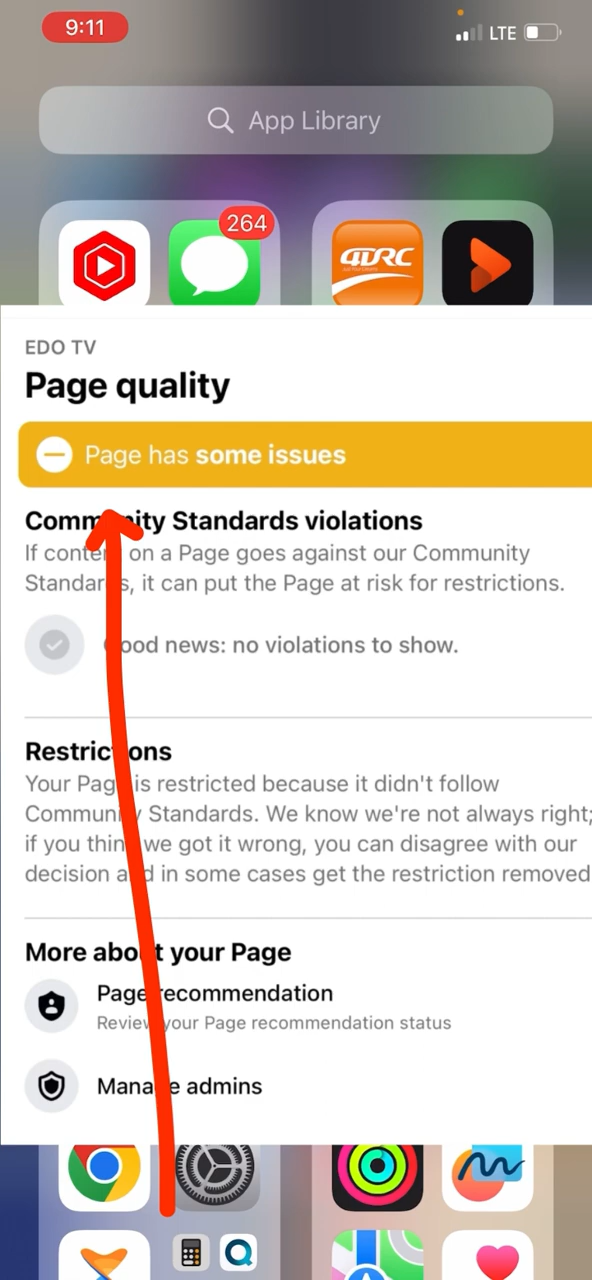 9:11
LTE
App Library
264
EDO TV
Page quality
Page has some issues
Community Standards violations
If content on a Page goes against our Community
Standards, it can put the Page at risk for restrictions.
Good news: no violations to show.
Restrictions
Your Page is restricted because it didn't follow
Community Standards. We know we're not always right;
if you think we got it wrong, you can disagree with our
decision and in some cases get the restriction removed
More about your Page
Page recommendation
Review your Page recommendation status
Manage admins